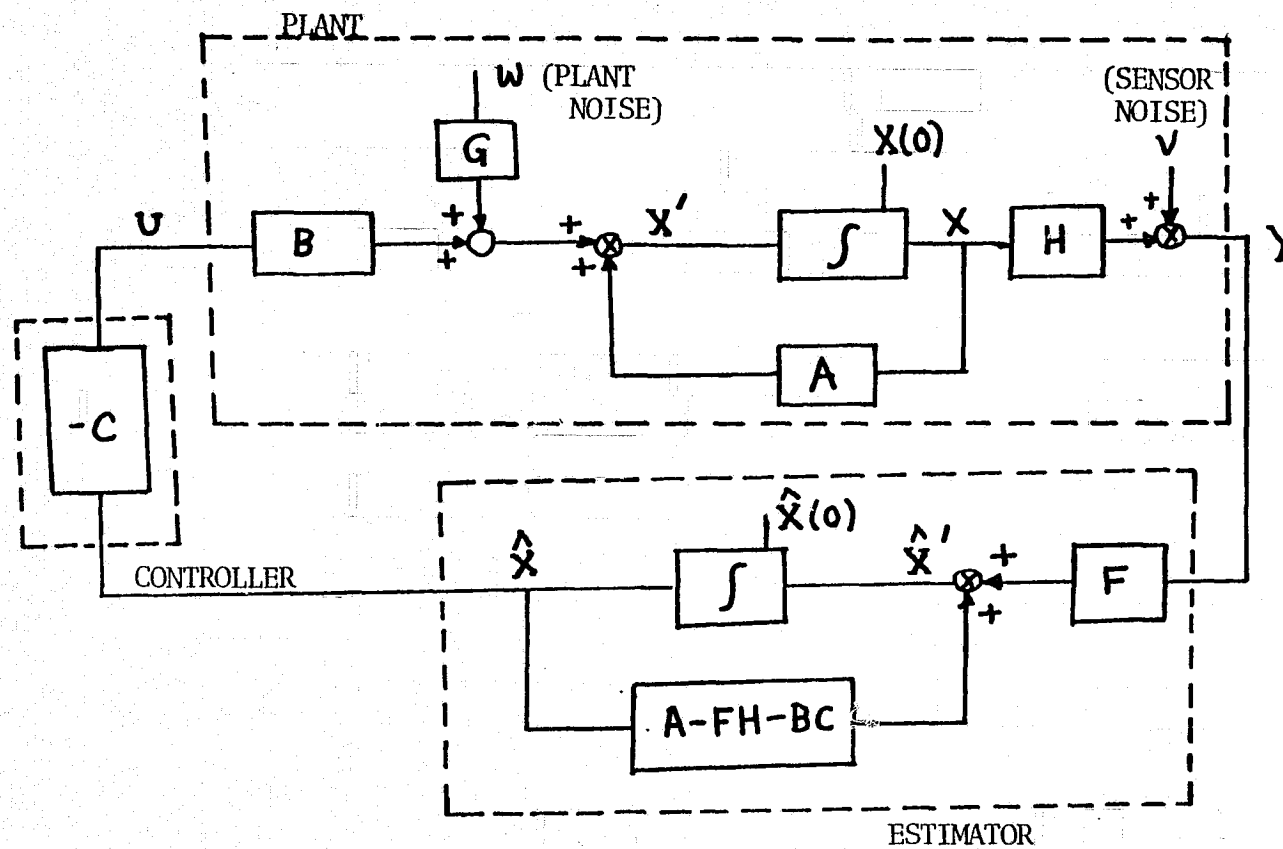 PLANT
W (PLANT NOISE)
(SENSOR NOISE)
G
X(0)
V
U
B
+
+
+
+
X'
∫
X
H
+
+
Y
A
-C
X̂(0)
X̂
CONTROLLER
∫
X̂'
+
+
F
A-FH-BC
ESTIMATOR